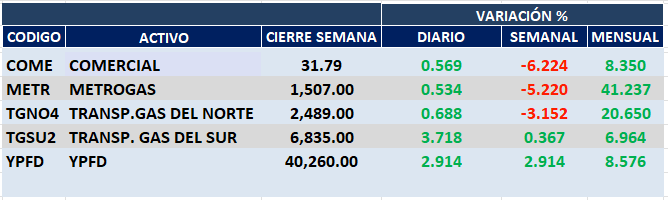 VARIACIÓN %
CODIGO ACTIVO CIERRE SEMANA DIARIO SEMANAL MENSUAL
COME COMERCIAL 31.79 0.569 -6.224 8.350
METR METROGAS 1,507.00 0.534 -5.220 41.237
TGNO4 TRANSP.GAS DEL NORTE 2,489.00 0.688 -3.152 20.650
TGSU2 TRANSP. GAS DEL SUR 6,835.00 3.718 0.367 6.964
YPFD YPFD 40,260.00 2.914 2.914 8.576